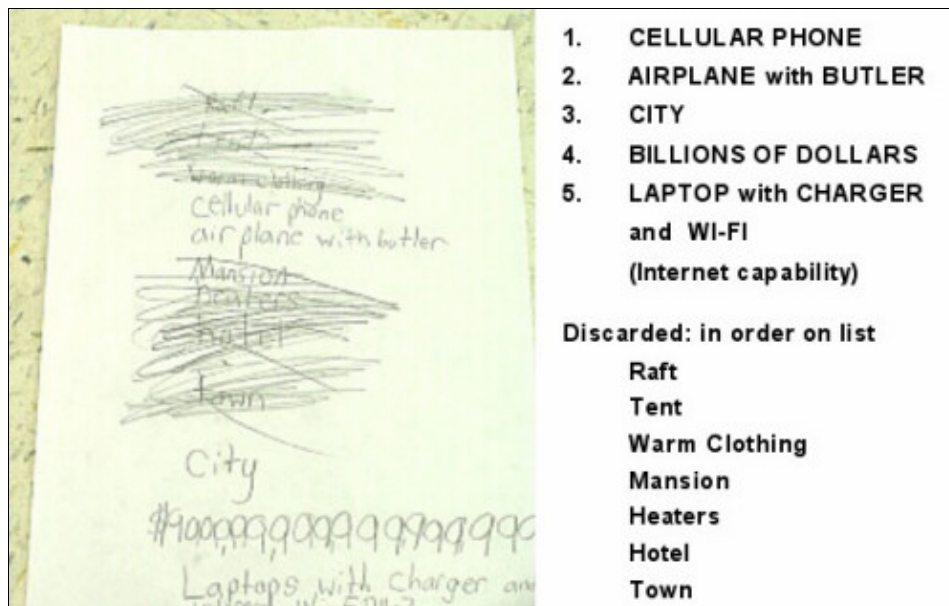 Raft
tent
warm clothing
cellular phone
air plane with butler
Mansion
heaters
hotel
town
City
Laptops with charger an
1. CELLULAR PHONE
2. AIRPLANE with BUTLER
3. CITY
4. BILLIONS OF DOLLARS
5. LAPTOP with CHARGER
and WI-FI
(Internet capability)
Discarded: in order on list
Raft
Tent
Warm Clothing
Mansion
Heaters
Hotel
Town